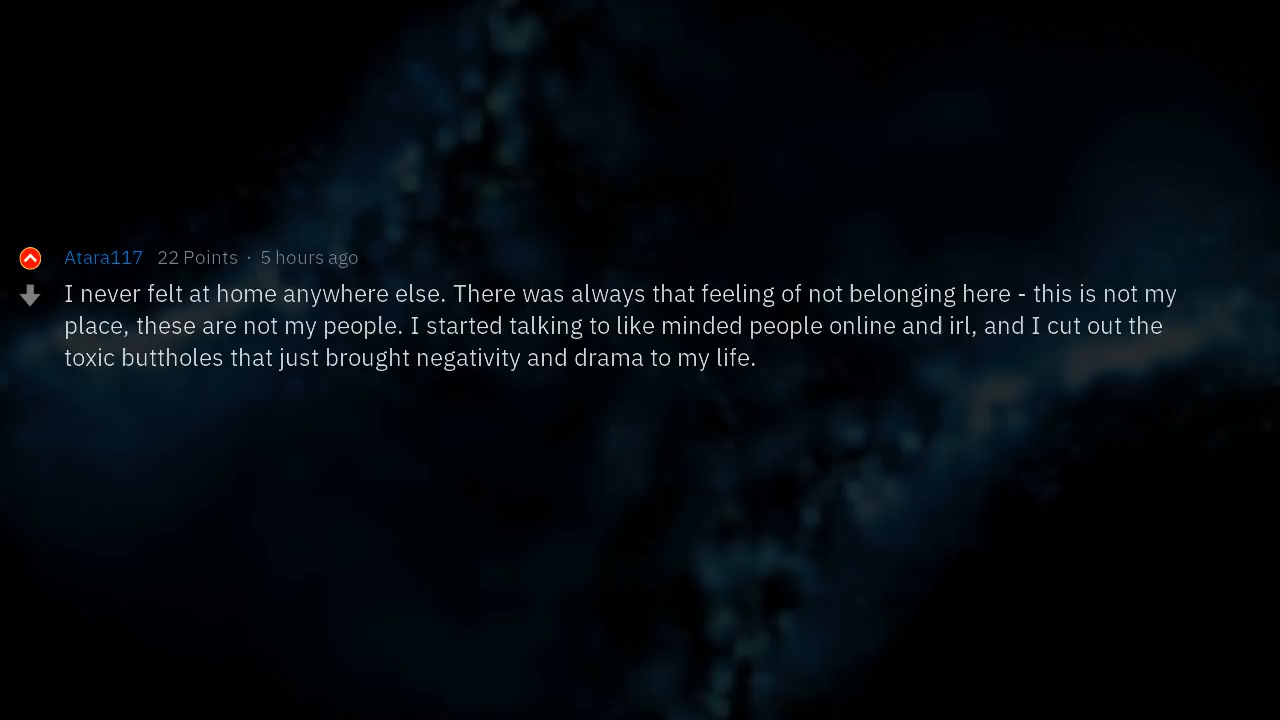 Atara117 22 Points · 5 hours ago
I never felt at home anywhere else. There was always that feeling of not belonging here - this is not my
place, these are not my people. I started talking to like minded people online and irl, and I cut out the
toxic buttholes that just brought negativity and drama to my life.